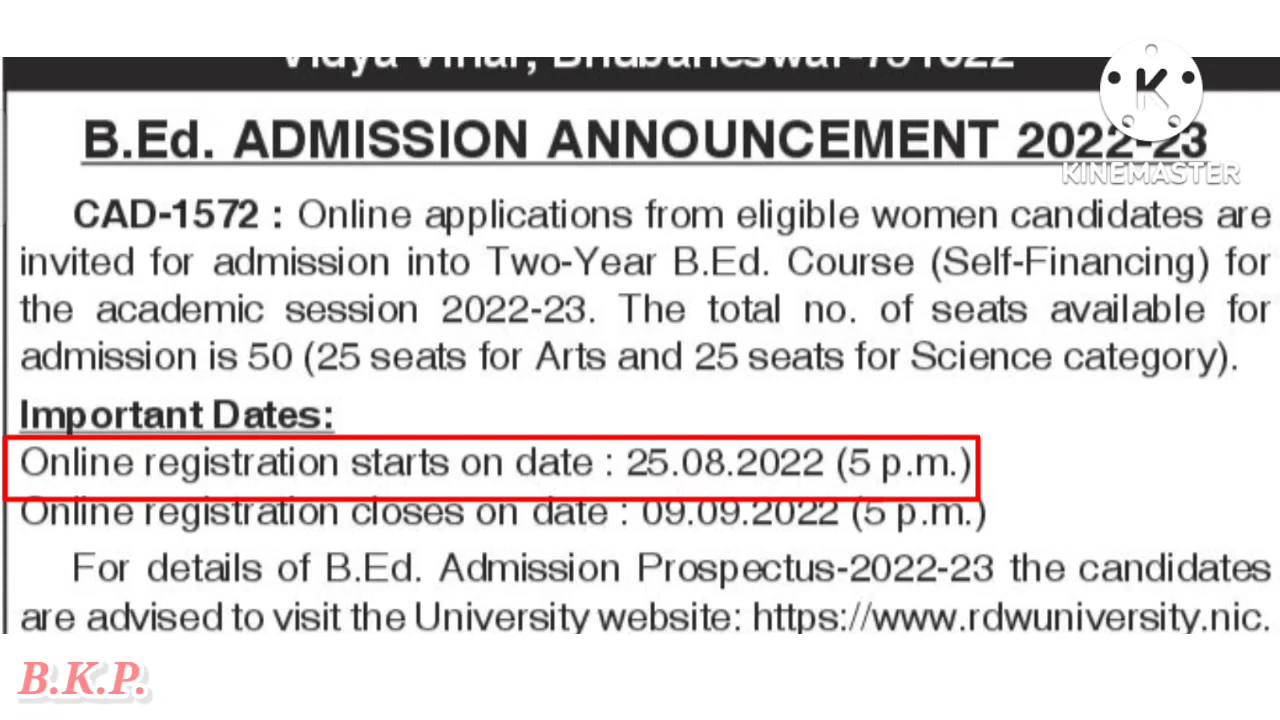 Vidya Vihar, Bhubaneswar-751022
B.Ed. ADMISSION ANNOUNCEMENT 2022-23
KINEMASTER
CAD-1572 : Online applications from eligible women candidates are
invited for admission into Two-Year B.Ed. Course (Self-Financing) for
the academic session 2022-23. The total no. of seats available for
admission is 50 (25 seats for Arts and 25 seats for Science category).
Important Dates:
Online registration starts on date : 25.08.2022 (5 p.m.)
Online registration closes on date : 09.09.2022 (5 p.m.)
For details of B.Ed. Admission Prospectus-2022-23 the candidates
are advised to visit the University website: https://www.rdwuniversity.nic.
B.K.P.